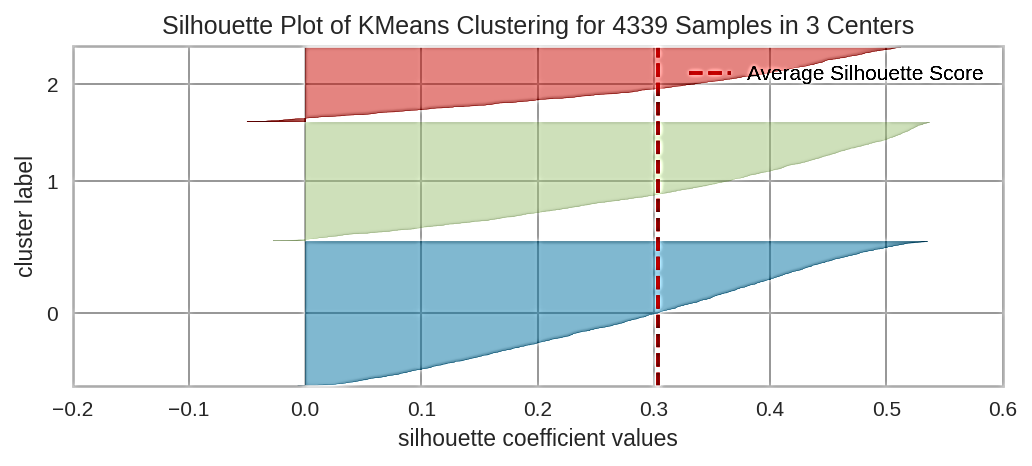 Silhouette Plot of KMeans Clustering for 4339 Samples in 3 Centers
Average Silhouette Score
2
1
0
cluster label
−0.2 −0.1 0.0 0.1 0.2 0.3 0.4 0.5 0.6
silhouette coefficient values